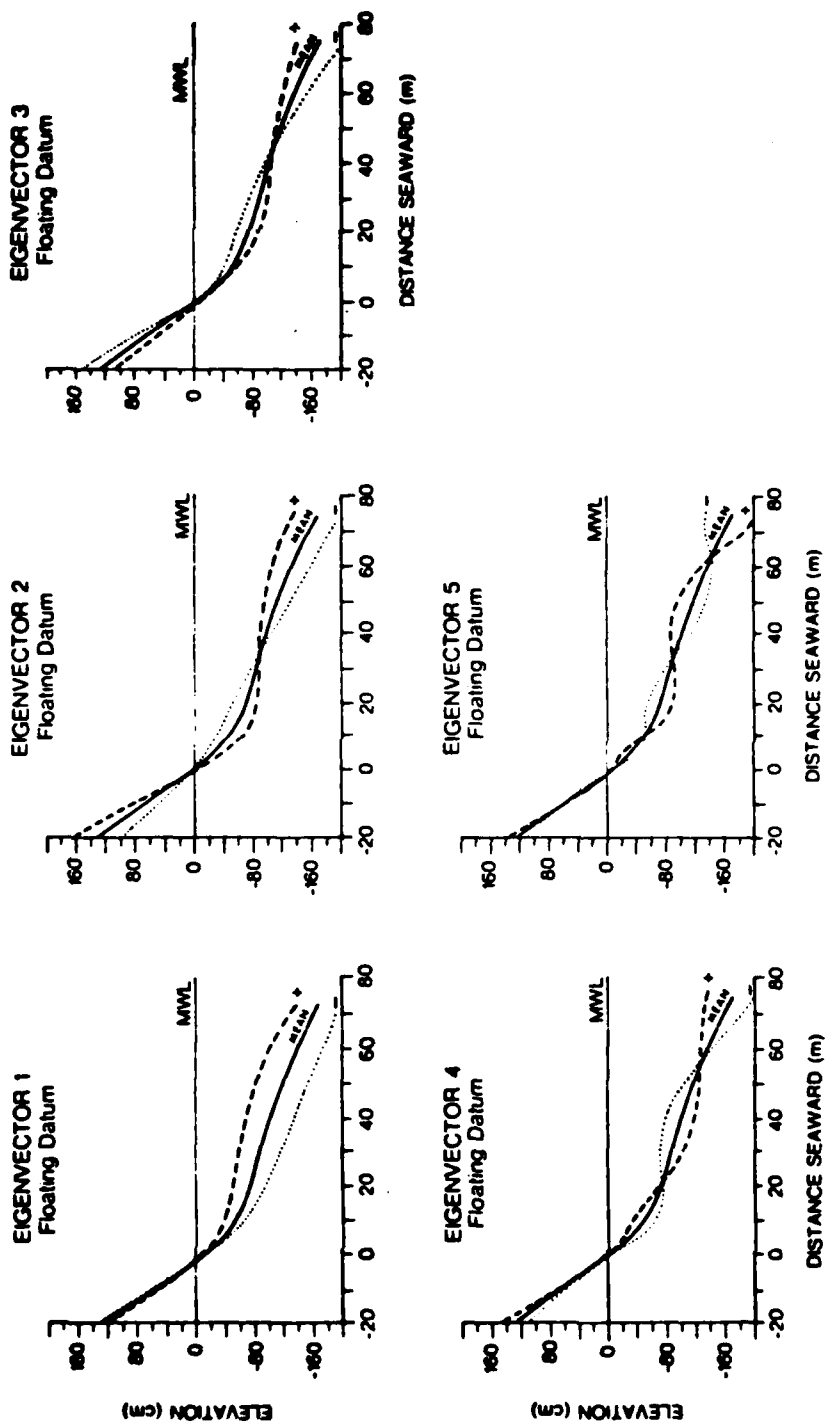 EIGENVECTOR 1
Floating Datum
160
80
0
-80
-160
ELEVATION (cm)
MWL
+
MEAN
-
-20
0
20
40
60
80
EIGENVECTOR 2
Floating Datum
160
80
0
-80
-160
MWL
+
MEAN
-
-20
0
20
40
60
80
EIGENVECTOR 3
Floating Datum
160
80
0
-80
-160
MWL
+
MEAN
-
-20
0
20
40
60
80
DISTANCE SEAWARD (m)
EIGENVECTOR 4
Floating Datum
160
80
0
-80
-160
ELEVATION (cm)
MWL
+
MEAN
-
-20
0
20
40
60
80
DISTANCE SEAWARD (m)
EIGENVECTOR 5
Floating Datum
160
80
0
-80
-160
MWL
-
MEAN
+
-20
0
20
40
60
80
DISTANCE SEAWARD (m)